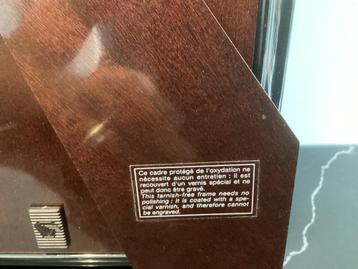 Ce cadre protégé de l'oxydation ne
nécessite aucun entretien : il est
recouvert d'un vernis spécial et ne
peut donc être gravé.
This tarnish-free frame needs no
polishing : it is coated with a spe-
cial varnish, and therefore cannot
be engraved.